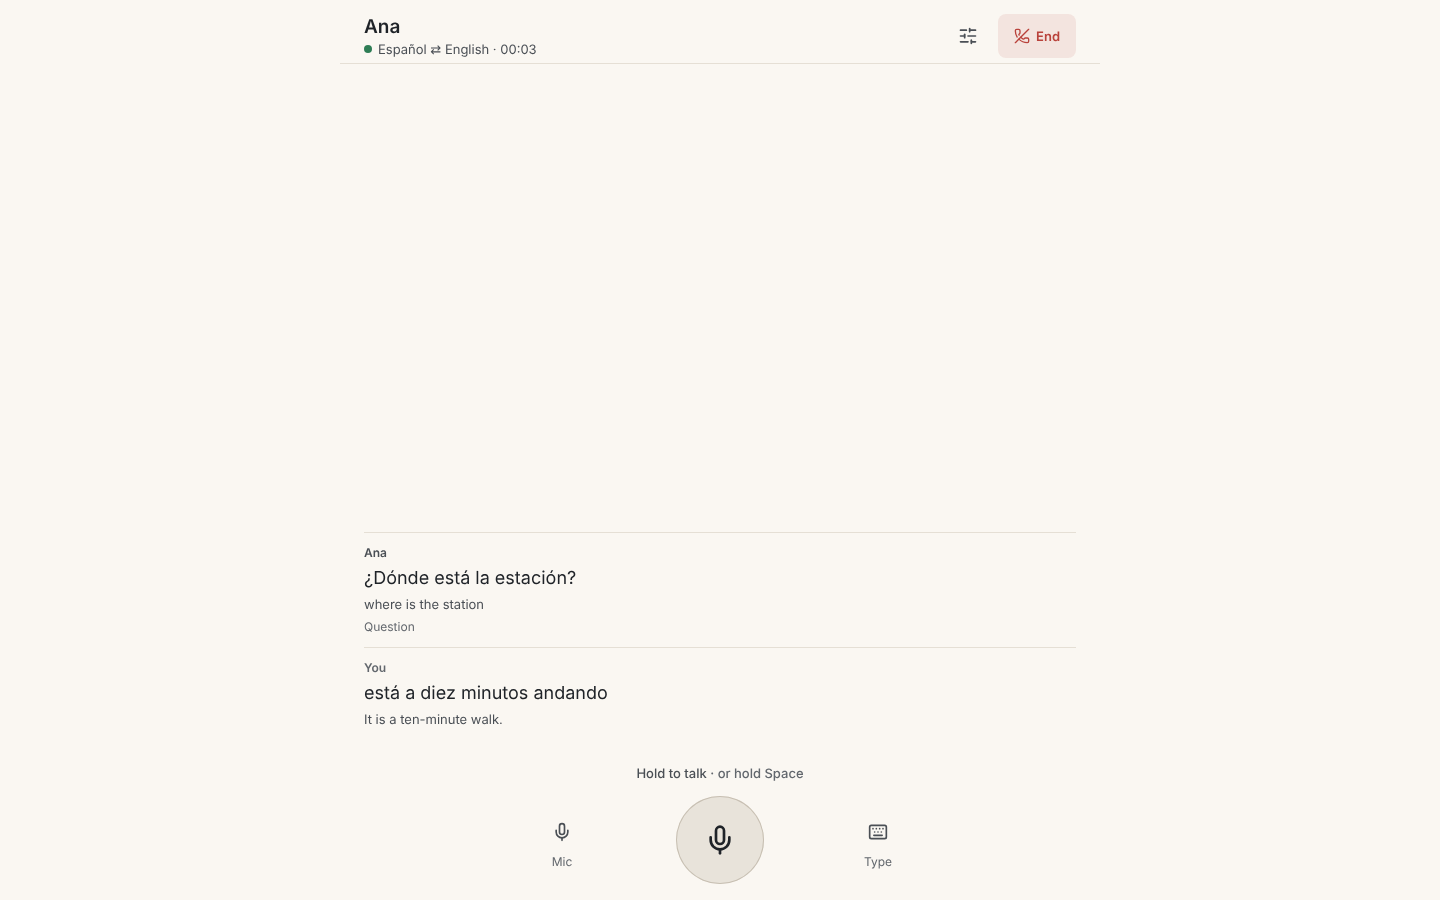 Ana
Español ⇄ English · 00:03
End
Ana
¿Dónde está la estación?
where is the station
Question
You
está a diez minutos andando
It is a ten-minute walk.
Hold to talk · or hold Space
Mic
Type